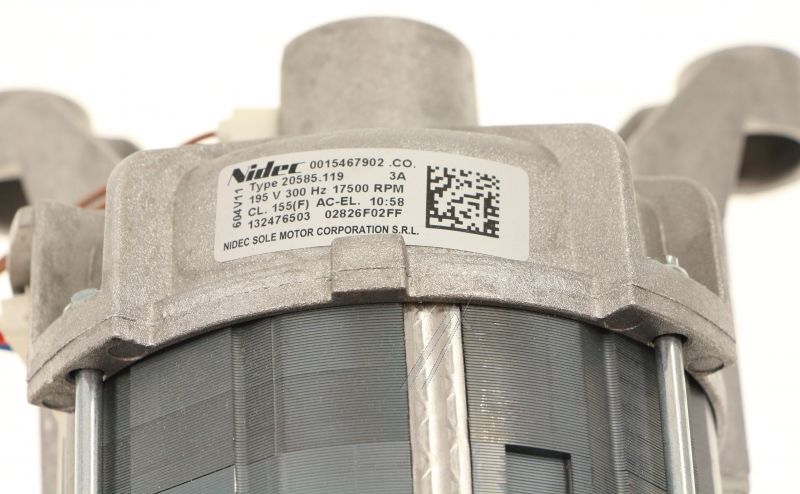 Nidec 0015467902 .CO.
Type 20585.119 3A
195 V 300 Hz 17500 RPM
CL. 155(F) AC-EL. 10:58
132476503 02826F02FF
NIDEC SOLE MOTOR CORPORATION S.R.L.
604V11